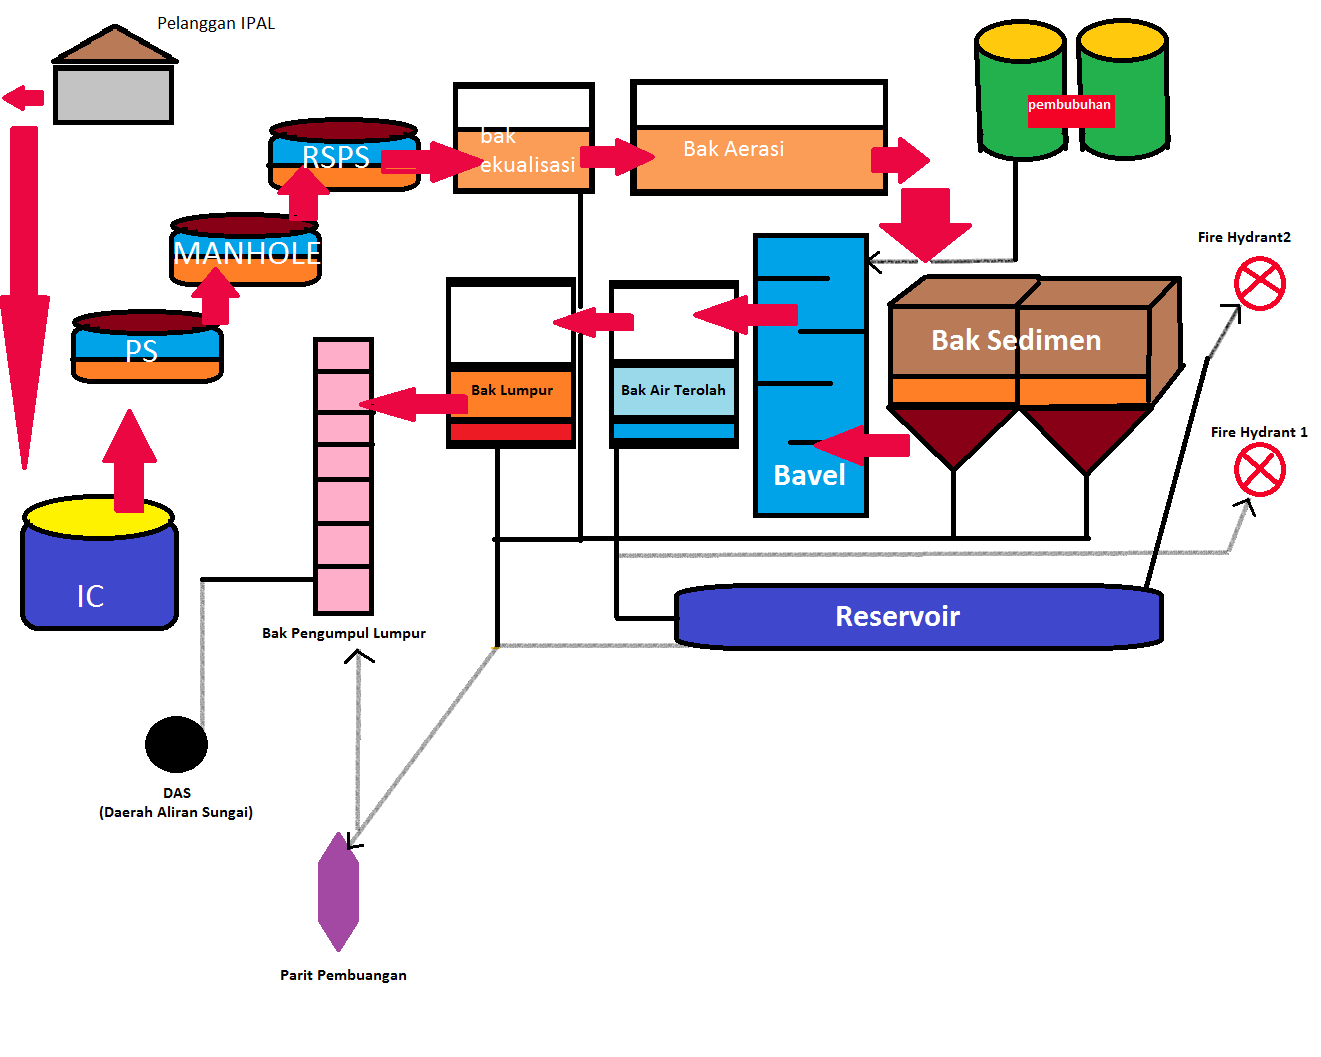 Pelanggan IPAL
pembubuhan
RSPS
bak
ekualisasi
Bak Aerasi
MANHOLE
Fire Hydrant2
PS
Bak Sedimen
Bak Lumpur
Bak Air Terolah
Fire Hydrant 1
Bavel
IC
Reservoir
Bak Pengumpul Lumpur
DAS
(Daerah Aliran Sungai)
Parit Pembuangan